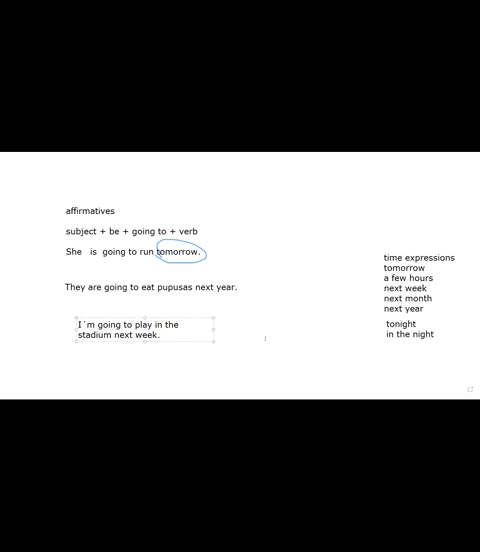 affirmatives
subject + be + going to + verb
She is going to run tomorrow.
They are going to eat pupusas next year.
I´m going to play in the
stadium next week.
time expressions
tomorrow
a few hours
next week
next month
next year
tonight
in the night